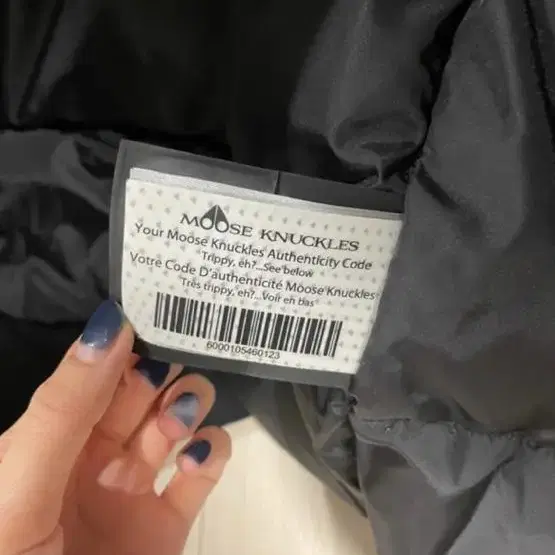 MOOSE KNUCKLES
Your Moose Knuckles Authenticity Code
Trippy, eh?...See below
Votre Code D'authenticité Moose Knuckles
Très trippy, eh?...Voir en bas
6000105460123